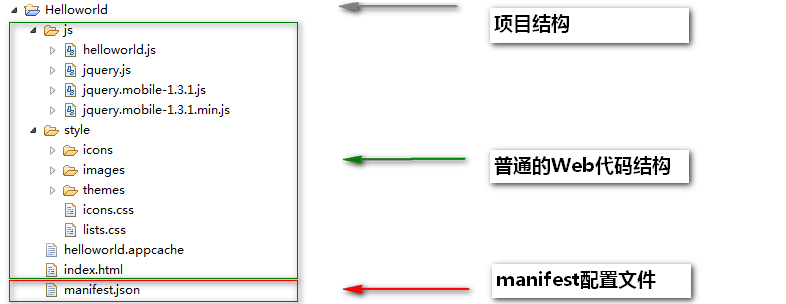 Helloworld
项目结构
js
helloworld.js
jquery.js
jquery.mobile-1.3.1.js
jquery.mobile-1.3.1.min.js
style
icons
普通的Web代码结构
images
themes
icons.css
lists.css
helloworld.appcache
index.html
manifest配置文件
manifest.json